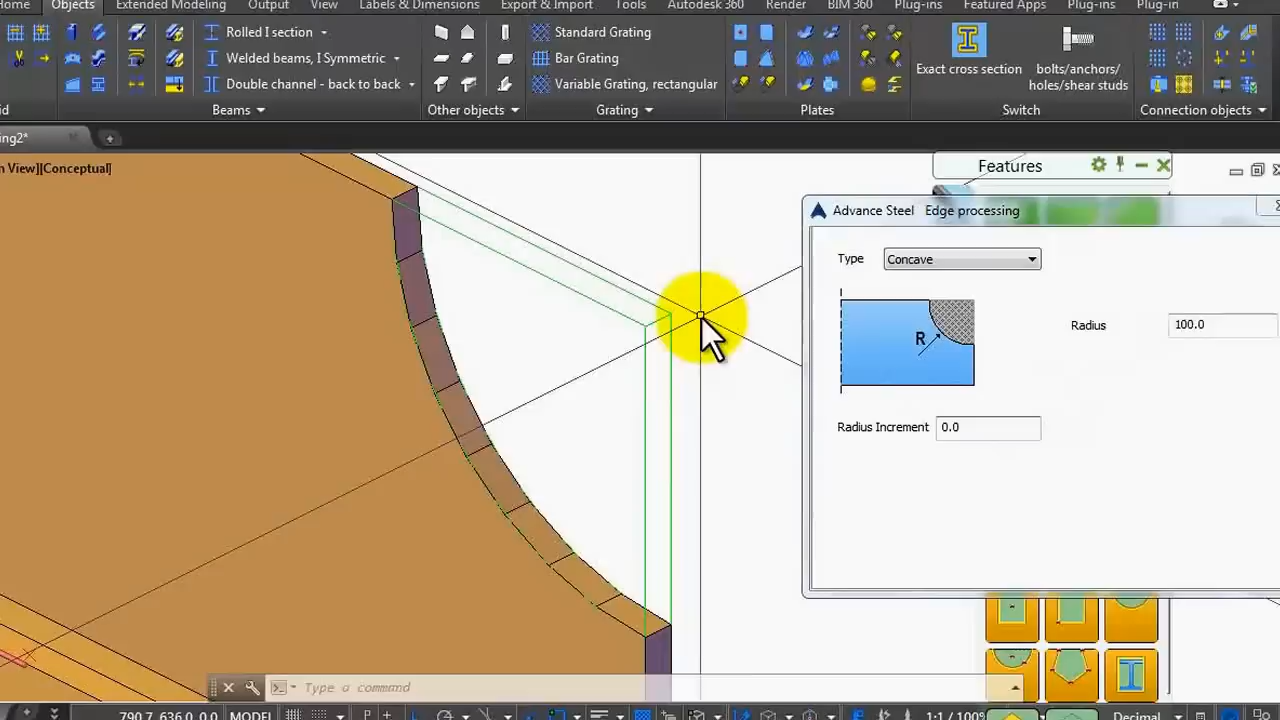 Home Objects Extended Modeling Output Views Labels & Dimensions Export & Import Tools Autodesk 360 Render BIM 360 Plug-ins Featured Apps Plug-ins Plug-in
Rolled I section
Standard Grating
Welded beams, I Symmetric
Bar Grating
Exact cross section
bolts/anchors/
holes/shear studs
Double channel - back to back
Variable Grating, rectangular
id Beams Other objects Grating Plates Switch Connection objects
ing2*
n View][Conceptual]
Features
Advance Steel Edge processing
Type Concave
R
Radius 100.0
Radius Increment 0.0
Type a command
790.7, 636.0, 0.0 MODEL 1:1 / 100% Decimal